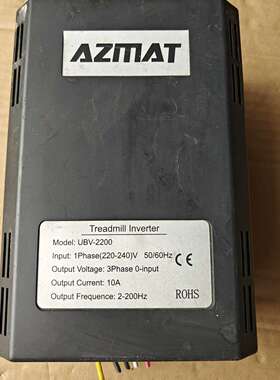 AZMAT
Treadmill Inverter
Model: UBV-2200
Input: 1Phase(220-240)V 50/60Hz
Output Voltage: 3Phase 0-input
Output Current: 10A
Output Frequence: 2-200Hz
CE
ROHS